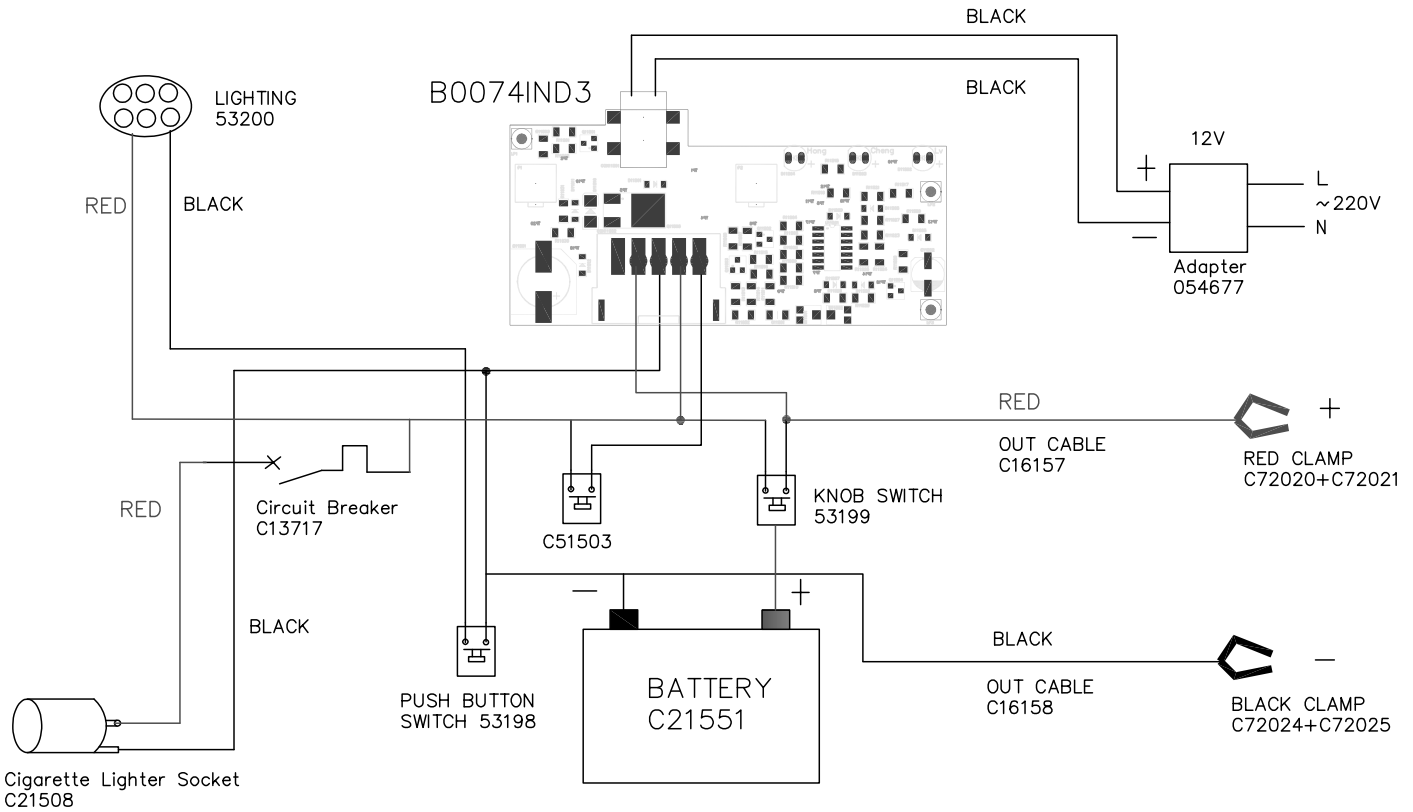 BLACK
BLACK
B0074IND3
LIGHTING
53200
12V
+
−
L
~220V
N
RED
BLACK
Adapter
054677
RED
+
OUT CABLE
C16157
RED CLAMP
C72020+C72021
KNOB SWITCH
53199
Circuit Breaker
C13717
RED
C51503
−
+
BLACK
BLACK
−
OUT CABLE
C16158
BLACK CLAMP
C72024+C72025
PUSH BUTTON
SWITCH 53198
BATTERY
C21551
Cigarette Lighter Socket
C21508